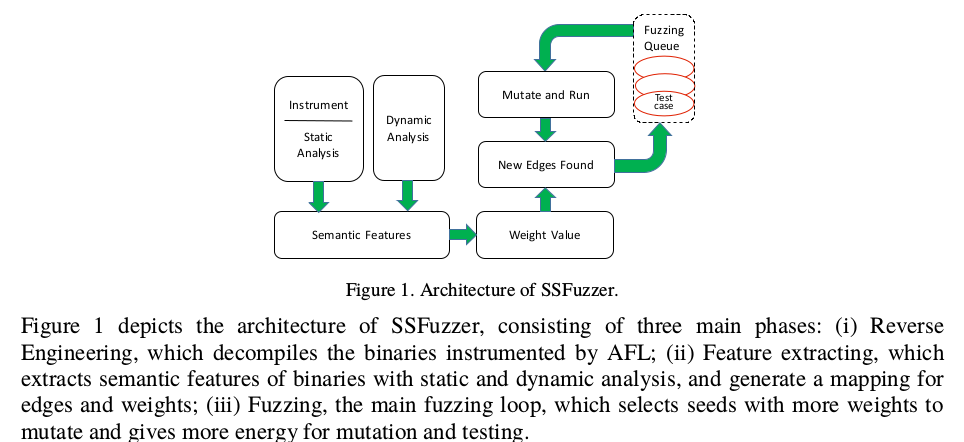 Instrument
Static
Analysis
Dynamic
Analysis
Semantic Features
Mutate and Run
New Edges Found
Weight Value
Fuzzing
Queue
Test
case
Figure 1. Architecture of SSFuzzer.
Figure 1 depicts the architecture of SSFuzzer, consisting of three main phases: (i) Reverse
Engineering, which decompiles the binaries instrumented by AFL; (ii) Feature extracting, which
extracts semantic features of binaries with static and dynamic analysis, and generate a mapping for
edges and weights; (iii) Fuzzing, the main fuzzing loop, which selects seeds with more weights to
mutate and gives more energy for mutation and testing.